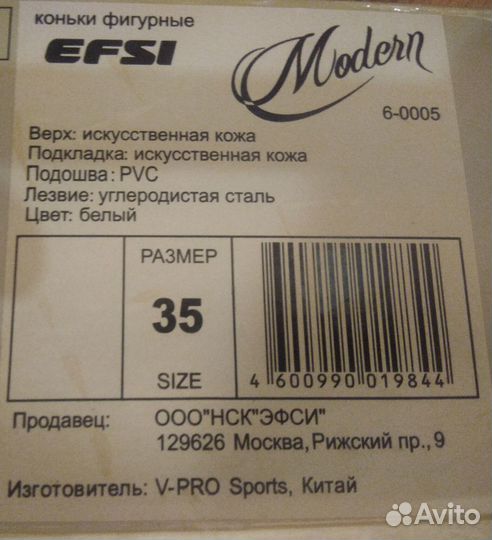 коньки фигурные
EFSI Modern
6-0005
Верх: искусственная кожа
Подкладка: искусственная кожа
Подошва: PVC
Лезвие: углеродистая сталь
Цвет: белый
РАЗМЕР
35
SIZE
4 600990 019844
Продавец: ООО"НСК"ЭФСИ"
129626 Москва, Рижский пр., 9
Изготовитель: V-PRO Sports, Китай
Avito